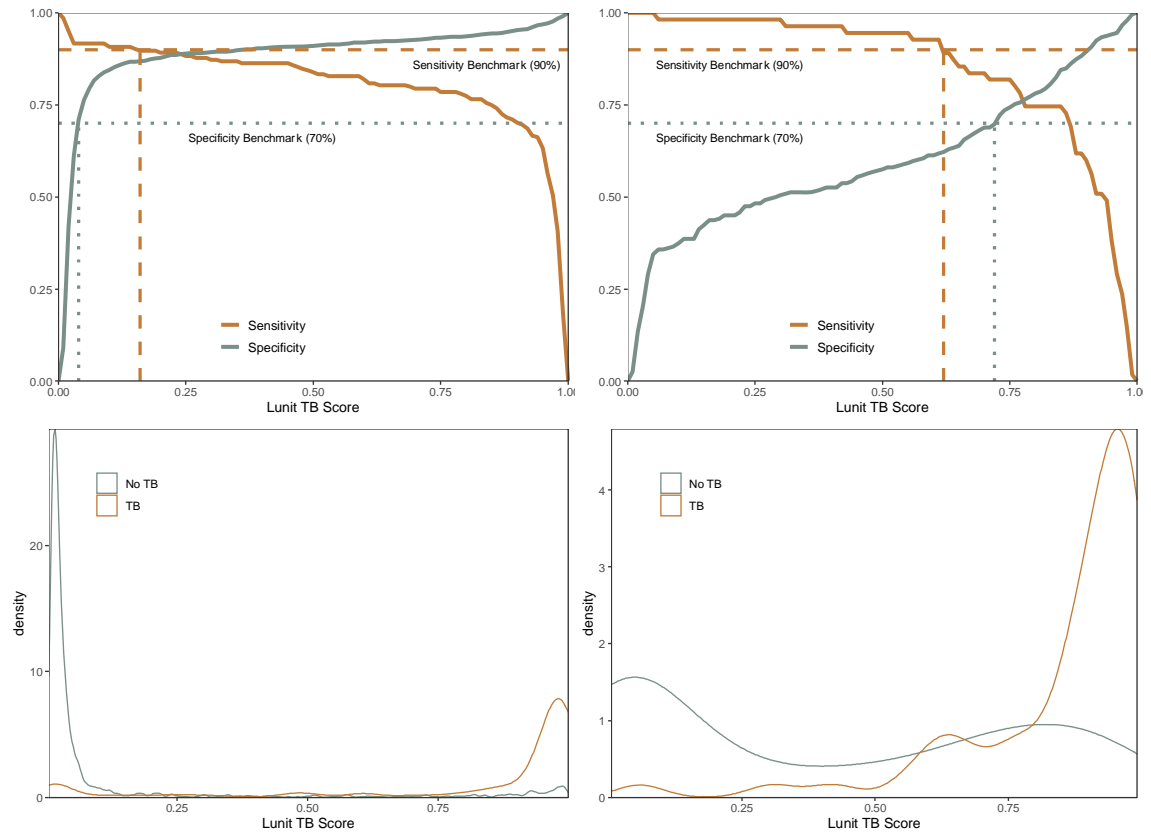 1.00
0.75
0.50
0.25
0.00
Sensitivity Benchmark (90%)
Specificity Benchmark (70%)
Sensitivity
Specificity
0.00 0.25 0.50 0.75 1.0
Lunit TB Score
1.00
0.75
0.50
0.25
0.00
Sensitivity Benchmark (90%)
Specificity Benchmark (70%)
Sensitivity
Specificity
0.00 0.25 0.50 0.75 1.0
Lunit TB Score
density
20
10
0
No TB
TB
0.25 0.50 0.75
Lunit TB Score
density
4
3
2
1
0
No TB
TB
0.25 0.50 0.75
Lunit TB Score